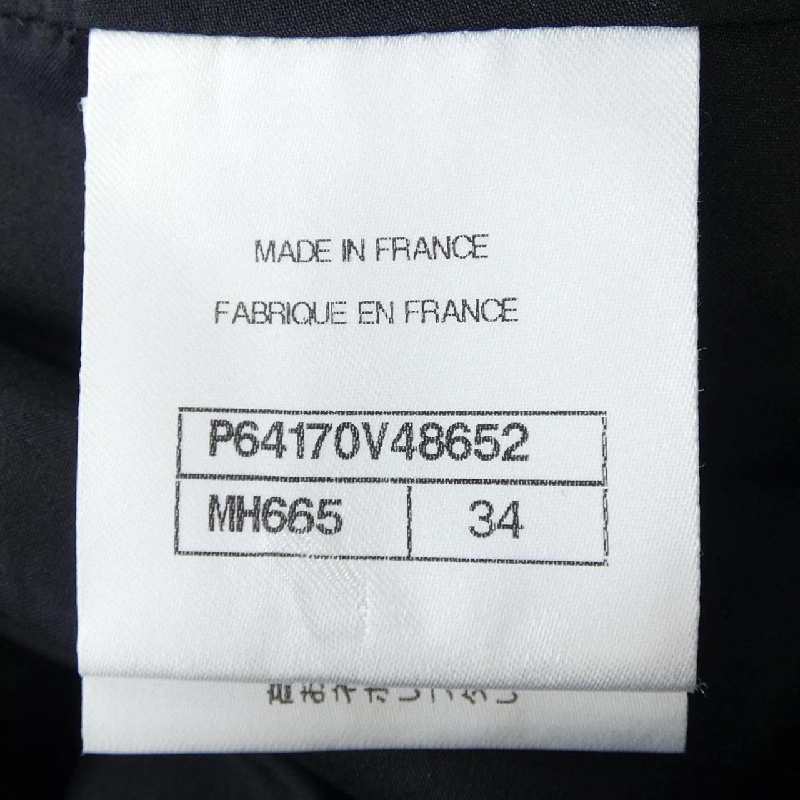 MADE IN FRANCE
FABRIQUE EN FRANCE
P64170V48652
MH665 34